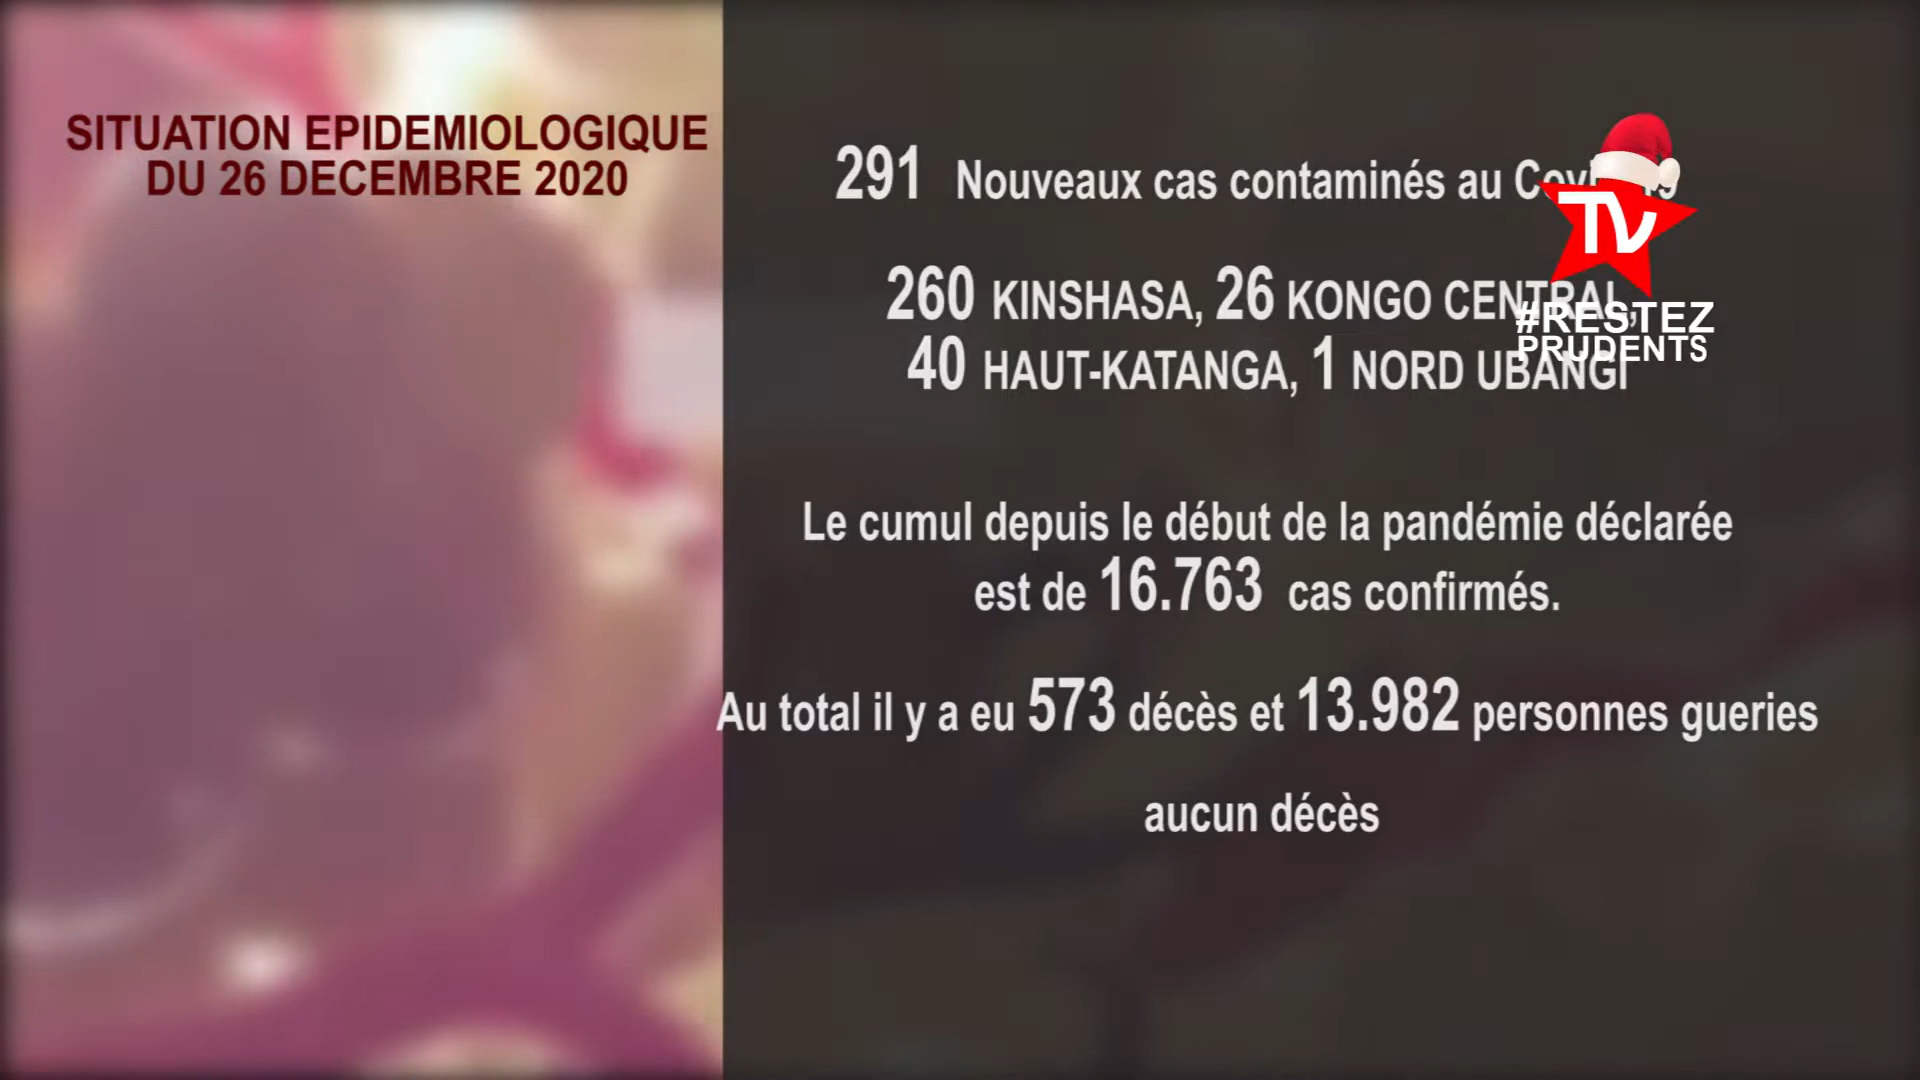 SITUATION EPIDEMIOLOGIQUE
DU 26 DECEMBRE 2020
291 Nouveaux cas contaminés au
260 KINSHASA, 26 KONGO CENTRAL,
40 HAUT-KATANGA, 1 NORD UBANGI
TV
#RESTEZ
PRUDENTS
Le cumul depuis le début de la pandémie déclarée
est de 16.763 cas confirmés.
Au total il y a eu 573 décès et 13.982 personnes gueries
aucun décès